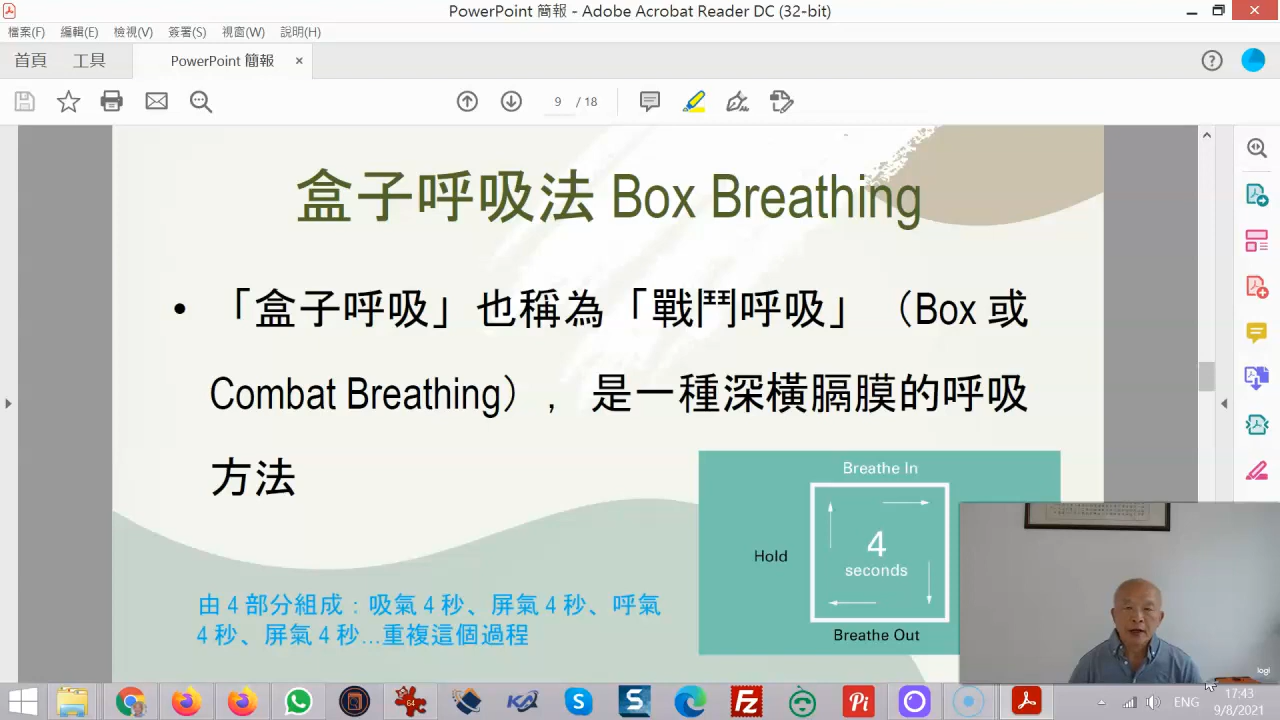 PowerPoint 簡報 - Adobe Acrobat Reader DC (32-bit)
檔案(F) 編輯(E) 檢視(V) 簽署(S) 視窗(W) 說明(H)
首頁 工具 PowerPoint 簡報 ×
9 / 18
盒子呼吸法 Box Breathing
• 「盒子呼吸」也稱為「戰鬥呼吸」（Box 或
Combat Breathing），是一種深橫膈膜的呼吸
方法
Breathe In
Hold
4
seconds
Breathe Out
由 4 部分組成：吸氣 4 秒、屏氣 4 秒、呼氣
4 秒、屏氣 4 秒...重複這個過程
logi
64
S
S
Fz
Pi
ENG
17:43
9/8/2021